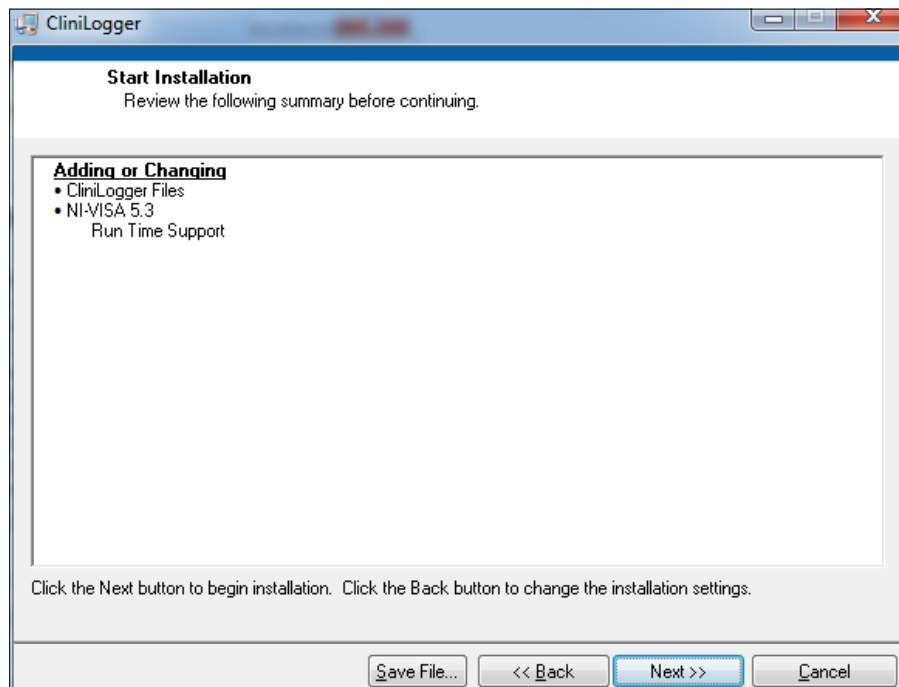 CliniLogger
Start Installation
Review the following summary before continuing.
Adding or Changing
• CliniLogger Files
• NI-VISA 5.3
Run Time Support
Click the Next button to begin installation.  Click the Back button to change the installation settings.
Save File... << Back Next >> Cancel